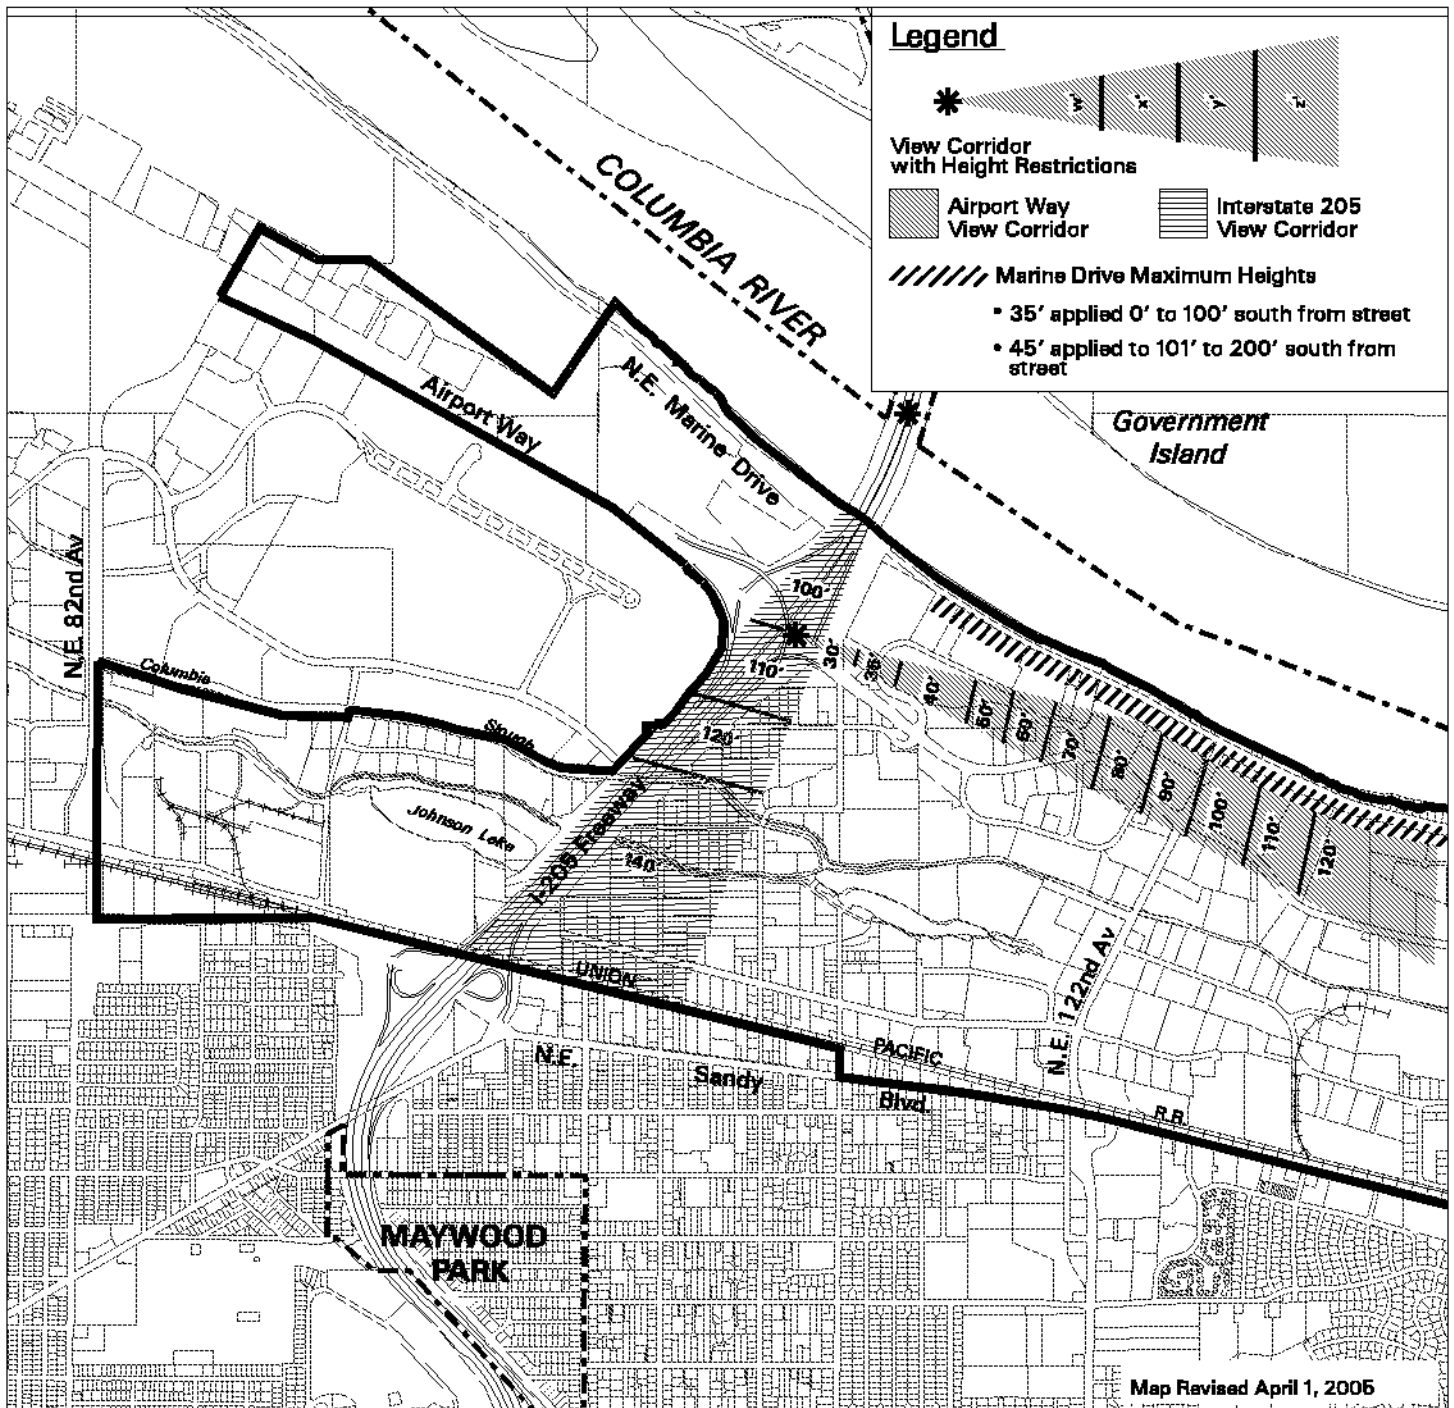 Legend
w' x' y' z'
View Corridor
with Height Restrictions
Airport Way
View Corridor
Interstate 205
View Corridor
Marine Drive Maximum Heights
• 35' applied 0' to 100' south from street
• 45' applied to 101' to 200' south from
street
COLUMBIA RIVER
Government
Island
N.E. Marine Drive
Airport Way
N.E. 82nd Av
100'
110'
120'
140'
30'
35'
40'
50'
60'
70'
80'
90'
100'
110'
120'
Columbia
Slough
Johnson Lake
I-205 Freeway
N.E. 122nd Av
UNION
PACIFIC
R.R.
N.E.
Sandy
Blvd.
MAYWOOD
PARK
Map Revised April 1, 2005